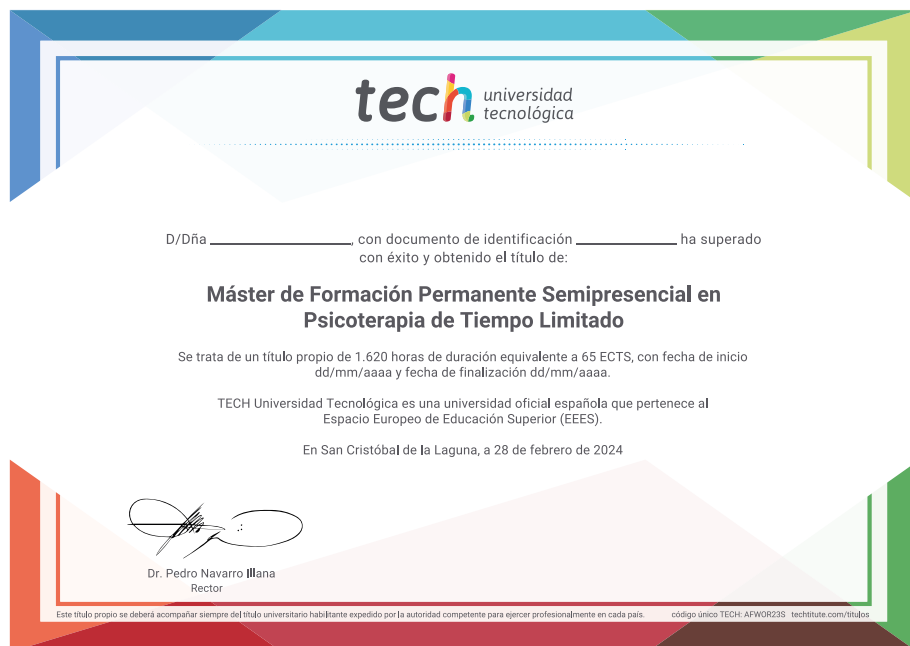 tech universidad
tecnológica
D/Dña ____________________, con documento de identificación ______________ ha superado
con éxito y obtenido el título de:
Máster de Formación Permanente Semipresencial en
Psicoterapia de Tiempo Limitado
Se trata de un título propio de 1.620 horas de duración equivalente a 65 ECTS, con fecha de inicio
dd/mm/aaaa y fecha de finalización dd/mm/aaaa.
TECH Universidad Tecnológica es una universidad oficial española que pertenece al
Espacio Europeo de Educación Superior (EEES).
En San Cristóbal de la Laguna, a 28 de febrero de 2024
Dr. Pedro Navarro Illana
Rector
Este título propio se deberá acompañar siempre del título universitario habilitante expedido por la autoridad competente para ejercer profesionalmente en cada país. código único TECH: AFWOR23S techtitute.com/titulos